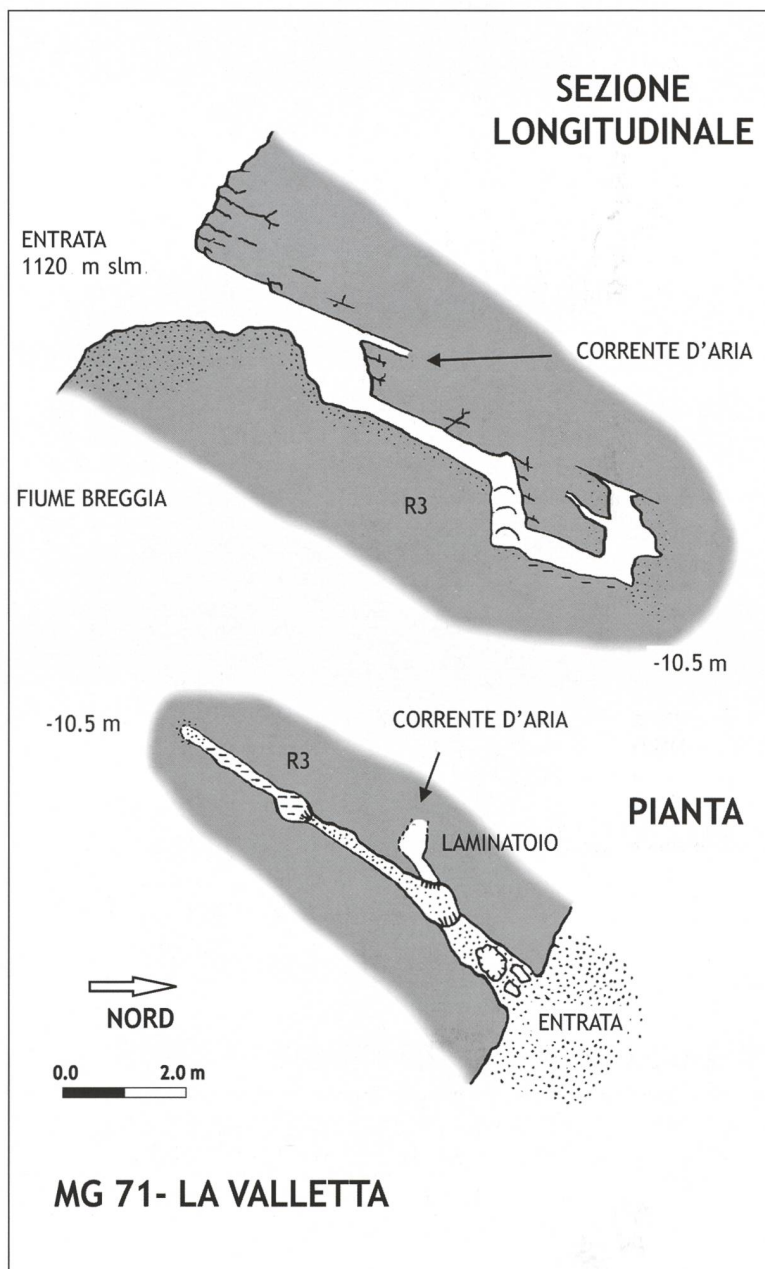 SEZIONE
LONGITUDINALE
ENTRATA
1120 m slm.
CORRENTE D'ARIA
FIUME BREGGIA
R3
-10.5 m
-10.5 m
CORRENTE D'ARIA
R3
PIANTA
LAMINATOIO
NORD
ENTRATA
0.0 2.0 m
MG 71- LA VALLETTA